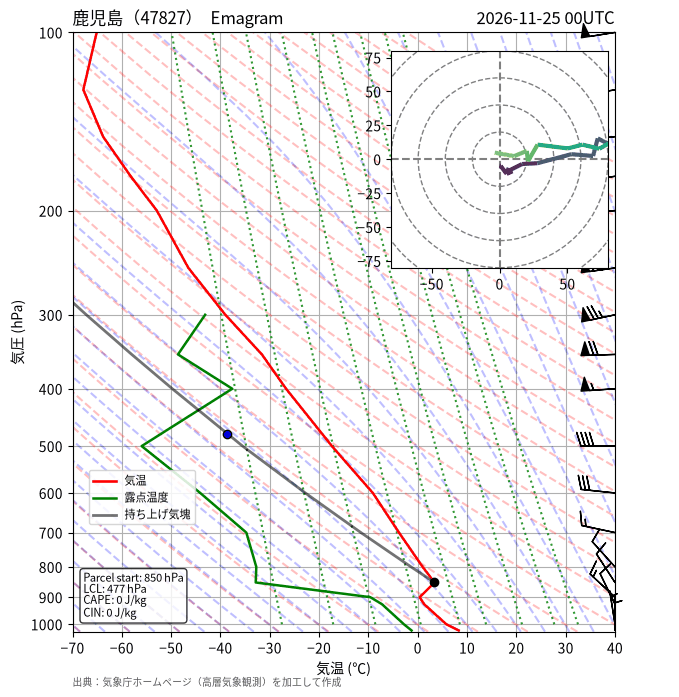 鹿児島（47827） Emagram
2026-11-25 00UTC
100
200
300
400
500
600
700
800
900
1000
気圧 (hPa)
75
50
25
0
−25
−50
−75
−50
0
50
気温
露点温度
持ち上げ気塊
Parcel start: 850 hPa
LCL: 477 hPa
CAPE: 0 J/kg
CIN: 0 J/kg
−70
−60
−50
−40
−30
−20
−10
0
10
20
30
40
気温 (°C)
出典：気象庁ホームページ（高層気象観測）を加工して作成